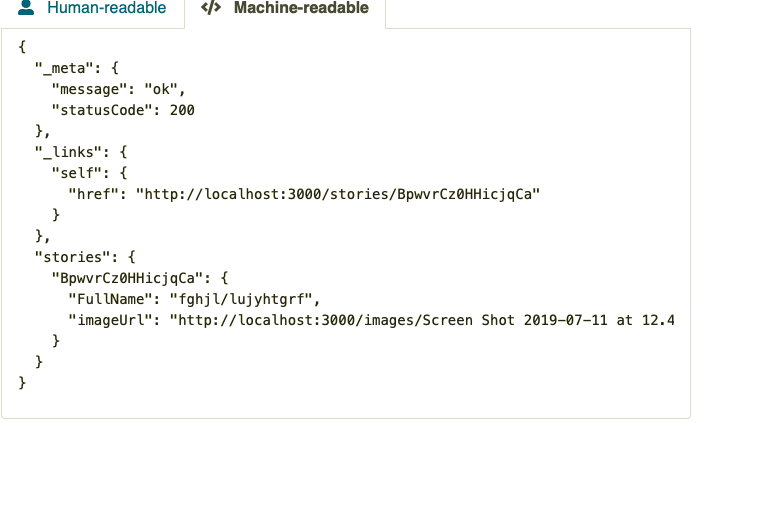 Human-readable </> Machine-readable
{
  "_meta": {
    "message": "ok",
    "statusCode": 200
  },
  "_links": {
    "self": {
      "href": "http://localhost:3000/stories/BpwvrCz0HHicjqCa"
    }
  },
  "stories": {
    "BpwvrCz0HHicjqCa": {
      "FullName": "fghjl/lujyhtgrf",
      "imageUrl": "http://localhost:3000/images/Screen Shot 2019-07-11 at 12.4
    }
  }
}